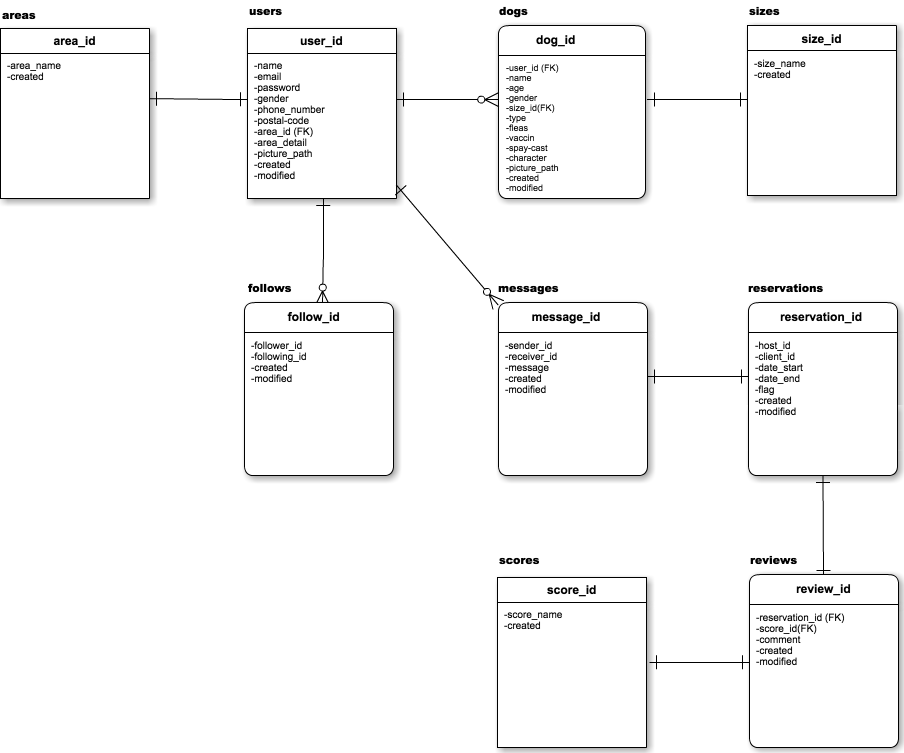 areas
area_id
-area_name
-created
users
user_id
-name
-email
-password
-gender
-phone_number
-postal-code
-area_id (FK)
-area_detail
-picture_path
-created
-modified
dogs
dog_id
-user_id (FK)
-name
-age
-gender
-size_id(FK)
-type
-fleas
-vaccin
-spay-cast
-character
-picture_path
-created
-modified
sizes
size_id
-size_name
-created
follows
follow_id
-follower_id
-following_id
-created
-modified
messages
message_id
-sender_id
-receiver_id
-message
-created
-modified
reservations
reservation_id
-host_id
-client_id
-date_start
-date_end
-flag
-created
-modified
scores
score_id
-score_name
-created
reviews
review_id
-reservation_id (FK)
-score_id(FK)
-comment
-created
-modified